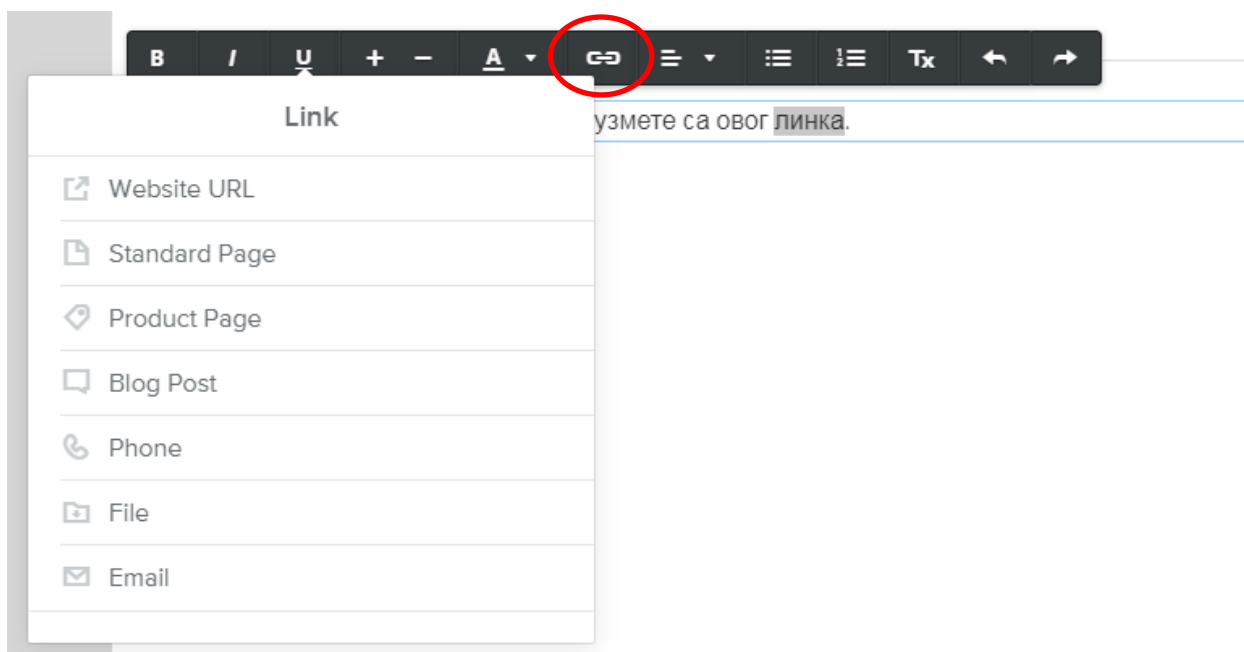 B I U + − A Tx
Link
узмете са овог линка.
Website URL
Standard Page
Product Page
Blog Post
Phone
File
Email